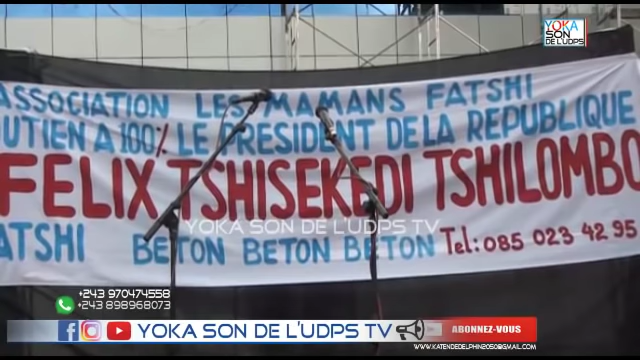 YOKA
SON
DE L'UDPS
ASSOCIATION LES MAMANS FATSHI
UTIEN A 100% LE PRESIDENT DE LA REPUBLIQUE
FELIX TSHISEKEDI TSHILOMBO
YOKA SON DE L'UDPS TV
ATSHI BETON BETON BETON Tel: 085 023 42 95
+243 970474558
+243 898968073
YOKA SON DE L'UDPS TV
ABONNEZ-VOUS
WWW.KATENDEDELPHIN2050@GMAIL.COM